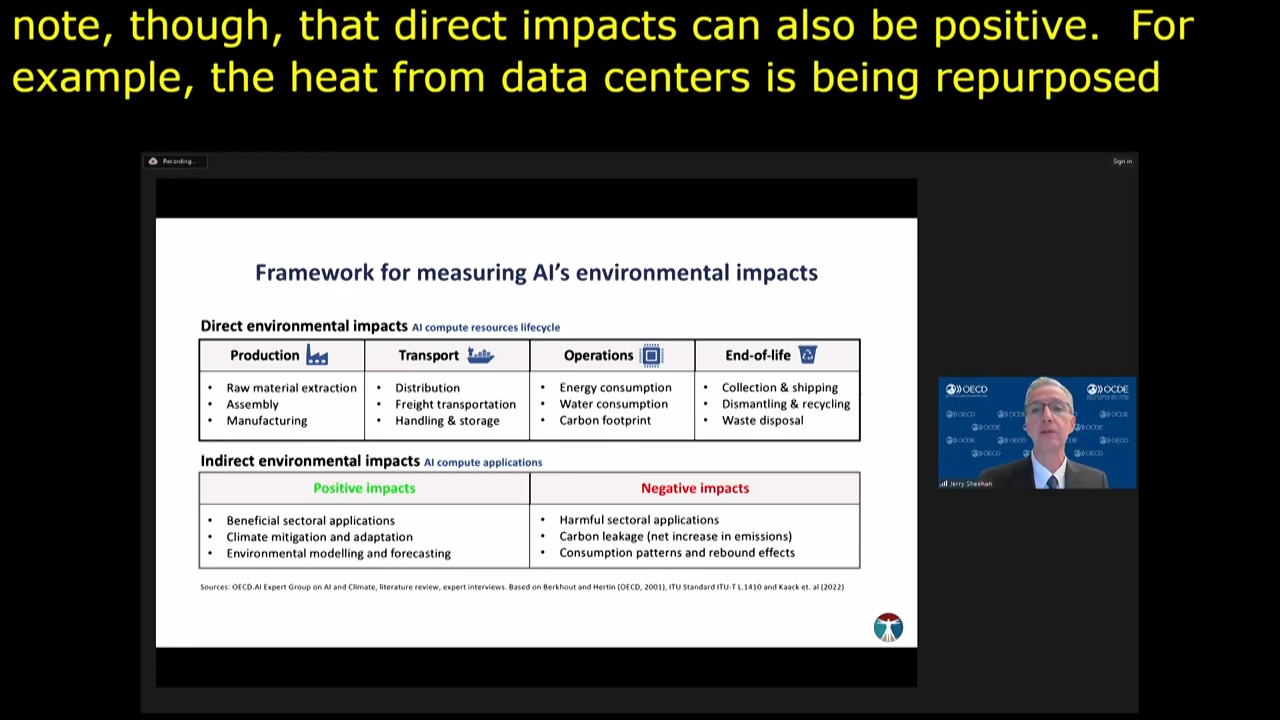 note, though, that direct impacts can also be positive. For
example, the heat from data centers is being repurposed
Recording...
Sign in
Framework for measuring AI's environmental impacts
Direct environmental impacts AI compute resources lifecycle
Production
Transport
Operations
End-of-life
• Raw material extraction
• Assembly
• Manufacturing
• Distribution
• Freight transportation
• Handling & storage
• Energy consumption
• Water consumption
• Carbon footprint
• Collection & shipping
• Dismantling & recycling
• Waste disposal
Indirect environmental impacts AI compute applications
Positive impacts
Negative impacts
• Beneficial sectoral applications
• Climate mitigation and adaptation
• Environmental modelling and forecasting
• Harmful sectoral applications
• Carbon leakage (net increase in emissions)
• Consumption patterns and rebound effects
Sources: OECD.AI Expert Group on AI and Climate, literature review, expert interviews. Based on Berkhout and Hertin (OECD, 2001), ITU Standard ITU-T L.1410 and Kaack et. al (2022)
OECD
OCDE
Jerry Sheehan